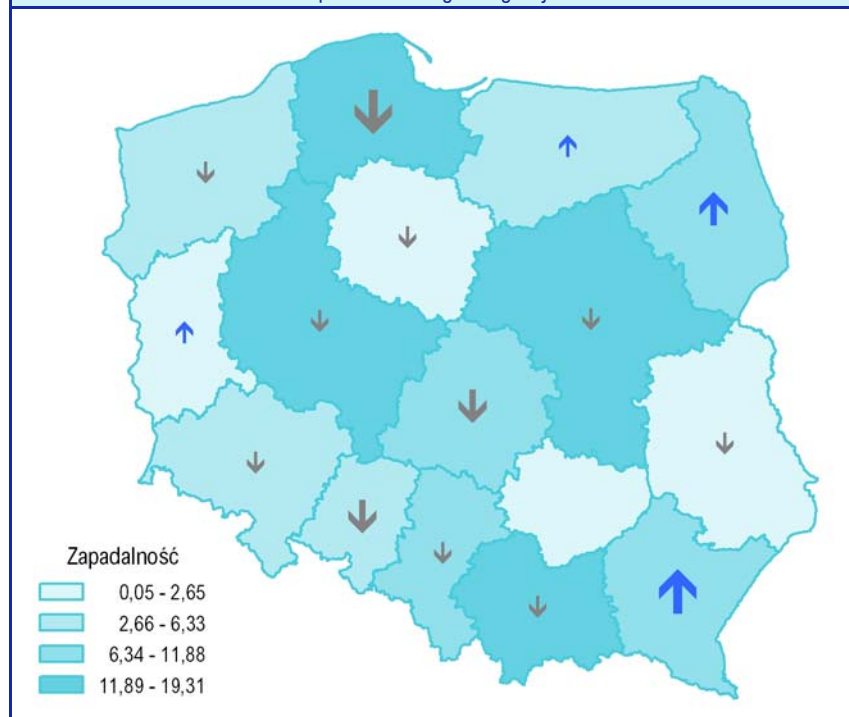 Zapadalność
0,05 - 2,65
2,66 - 6,33
6,34 - 11,88
11,89 - 19,31